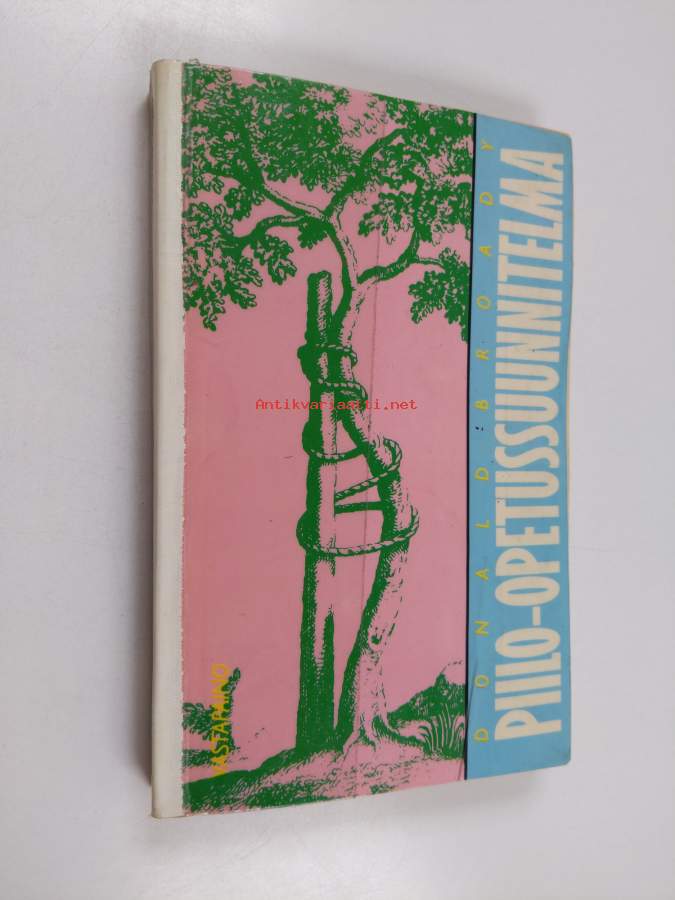 DONALD BROADY
PIILO-OPETUSSUUNNITELMA
VASTAPAINO
Antikvariaatti.net